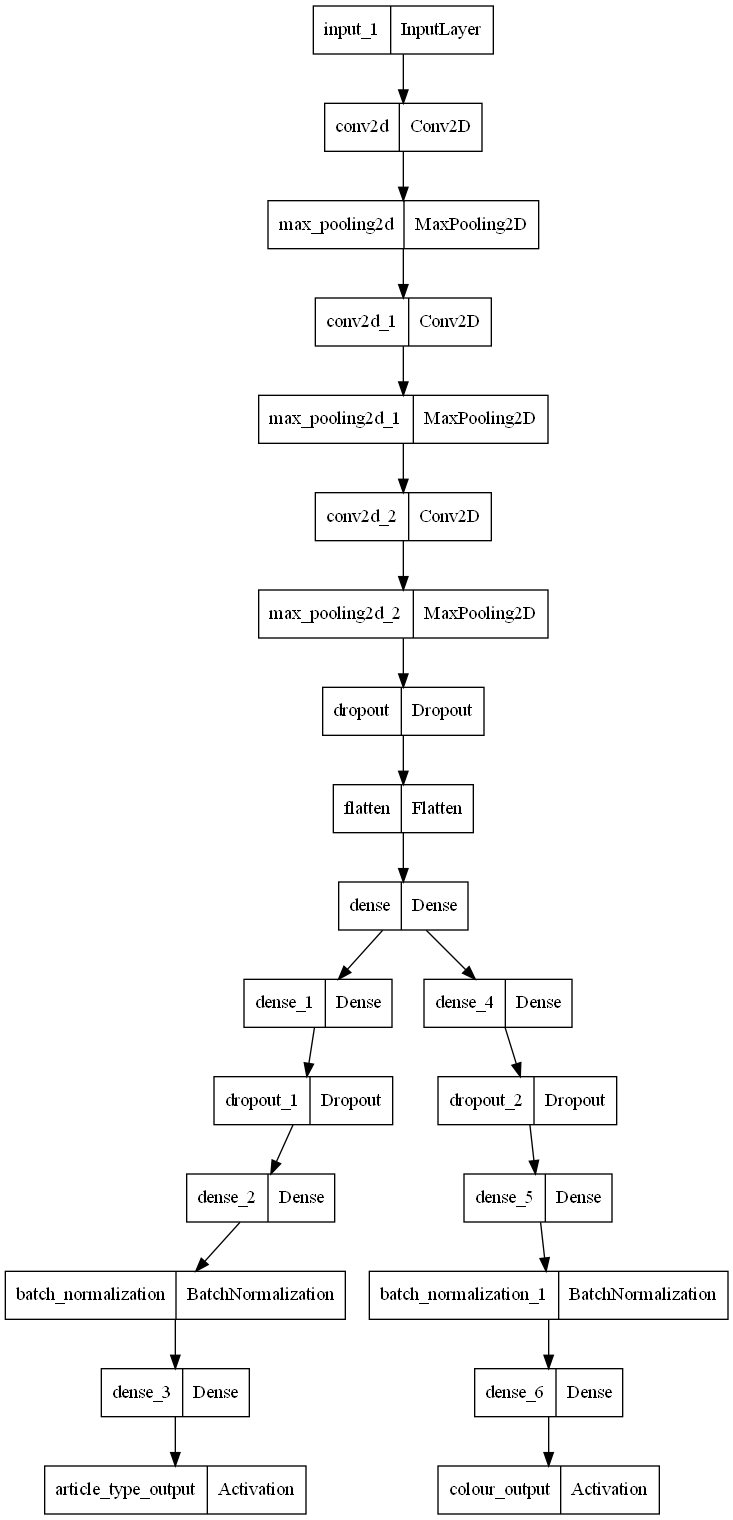 input_1 InputLayer
conv2d Conv2D
max_pooling2d MaxPooling2D
conv2d_1 Conv2D
max_pooling2d_1 MaxPooling2D
conv2d_2 Conv2D
max_pooling2d_2 MaxPooling2D
dropout Dropout
flatten Flatten
dense Dense
dense_1 Dense dense_4 Dense
dropout_1 Dropout dropout_2 Dropout
dense_2 Dense dense_5 Dense
batch_normalization BatchNormalization batch_normalization_1 BatchNormalization
dense_3 Dense dense_6 Dense
article_type_output Activation colour_output Activation